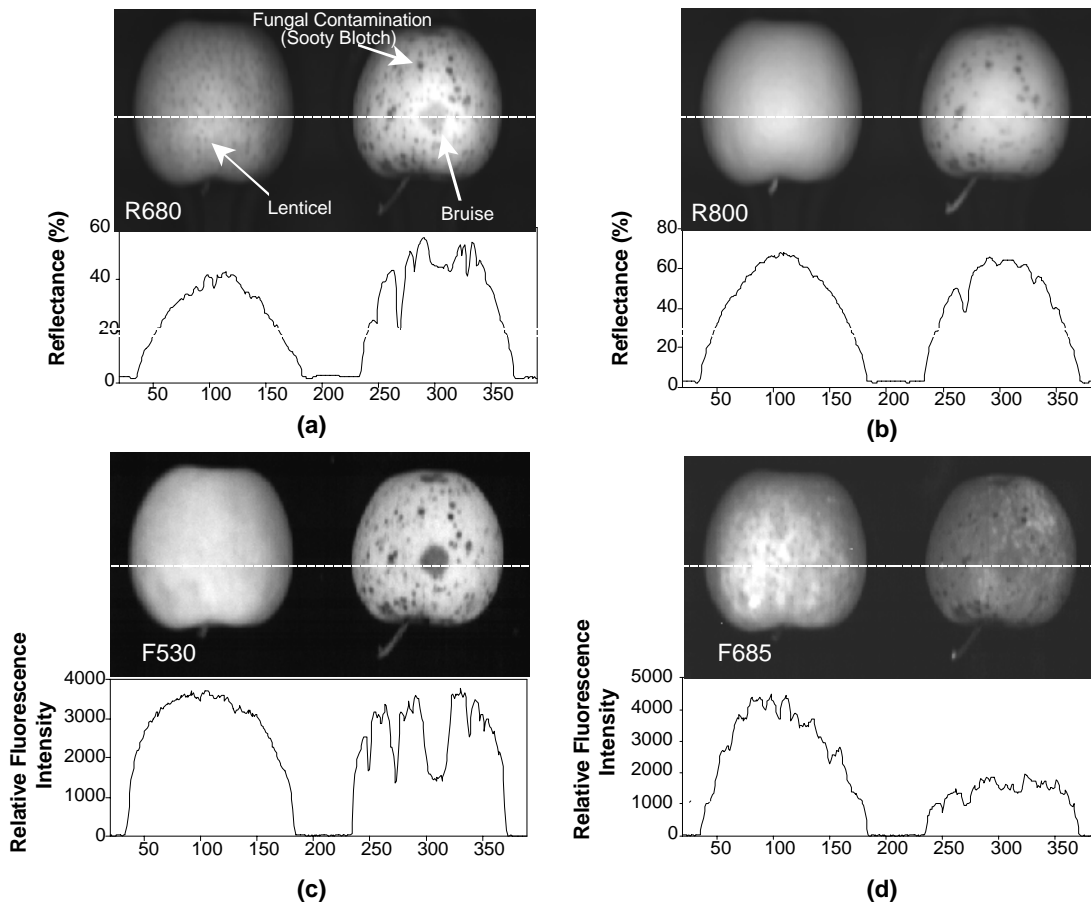 Fungal Contamination
(Sooty Blotch)
Lenticel
Bruise
R680
Reflectance (%)
60
40
20
0
50 100 150 200 250 300 350
(a)
R800
Reflectance (%)
80
60
40
20
0
50 100 150 200 250 300 350
(b)
F530
Relative Fluorescence
Intensity
4000
3000
2000
1000
0
50 100 150 200 250 300 350
(c)
F685
Relative Fluorescence
Intensity
5000
4000
3000
2000
1000
0
50 100 150 200 250 300 350
(d)